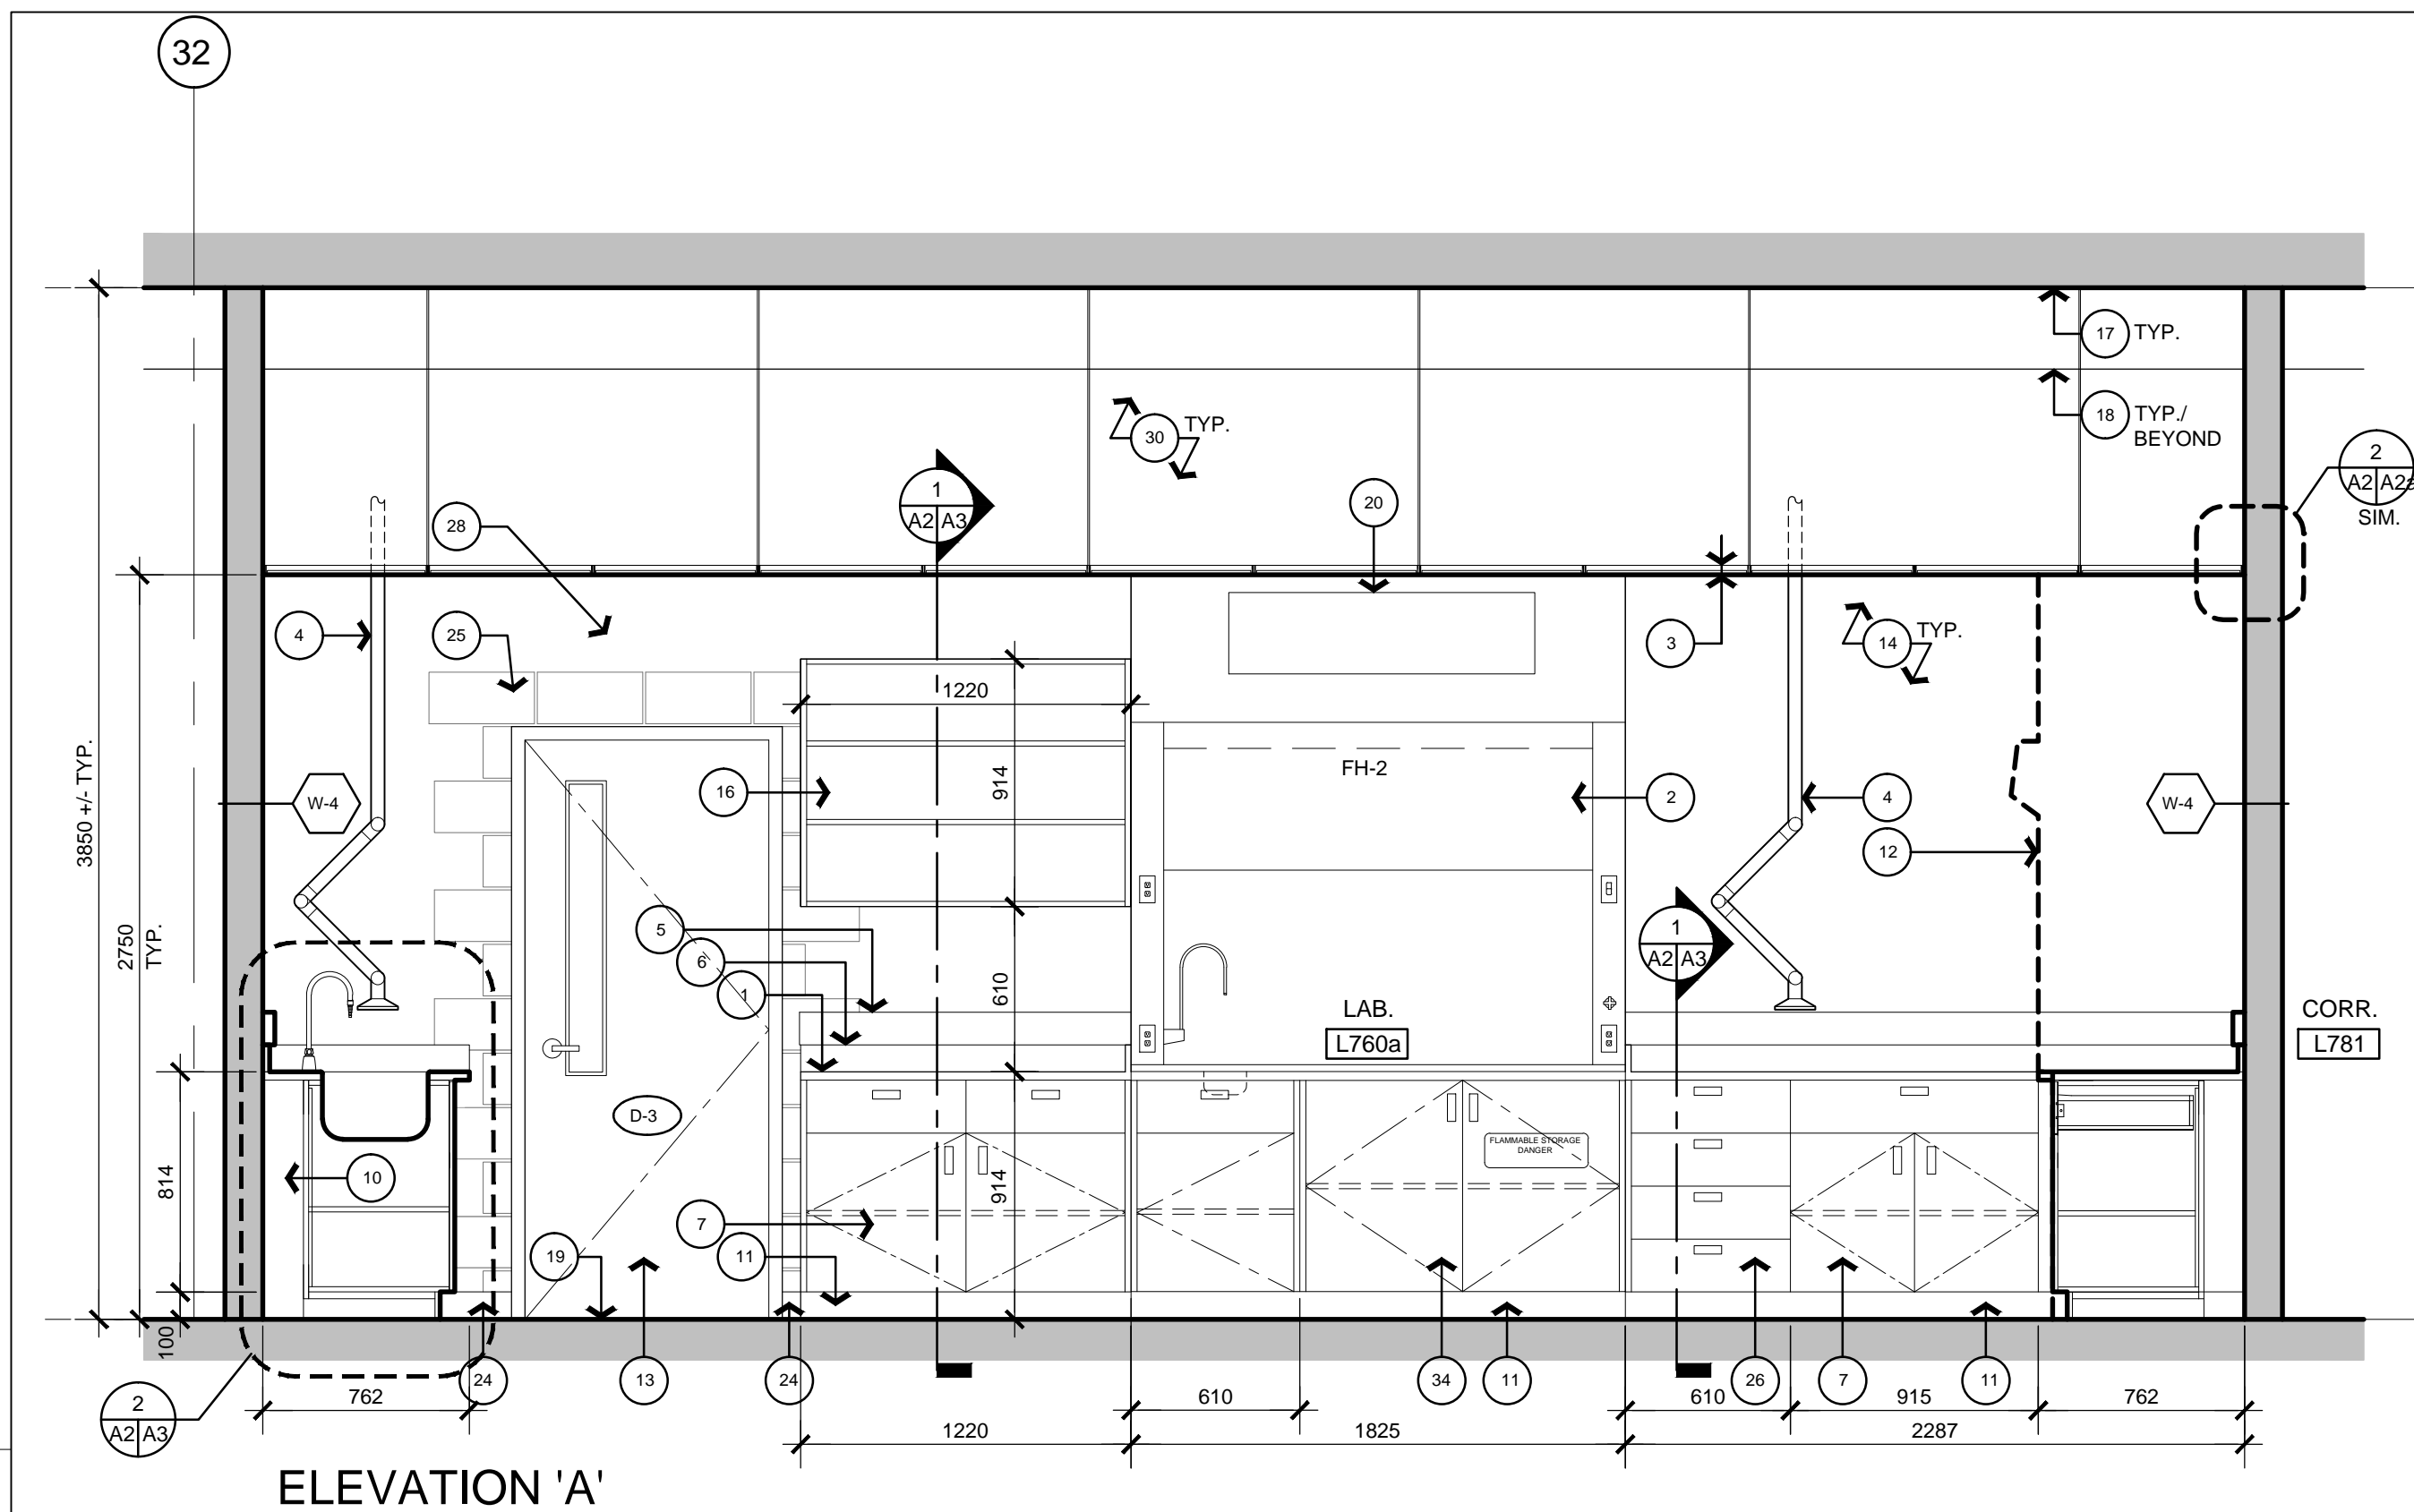 32
17 TYP.
18 TYP./
BEYOND
30 TYP.
2
A2 A2a
SIM.
1
A2 A3
28
20
4
25
3
14 TYP.
1220
3850 +/- TYP.
2750
TYP.
W-4
16
914
FH-2
2
4
W-4
12
5
6
1
610
1
A2 A3
LAB.
L760a
CORR.
L781
D-3
FLAMMABLE STORAGE
DANGER
10
814
914
7
11
19
100
24
13
24
34
11
26
7
11
2
A2 A3
762
610
610
915
762
1220
1825
2287
ELEVATION 'A'